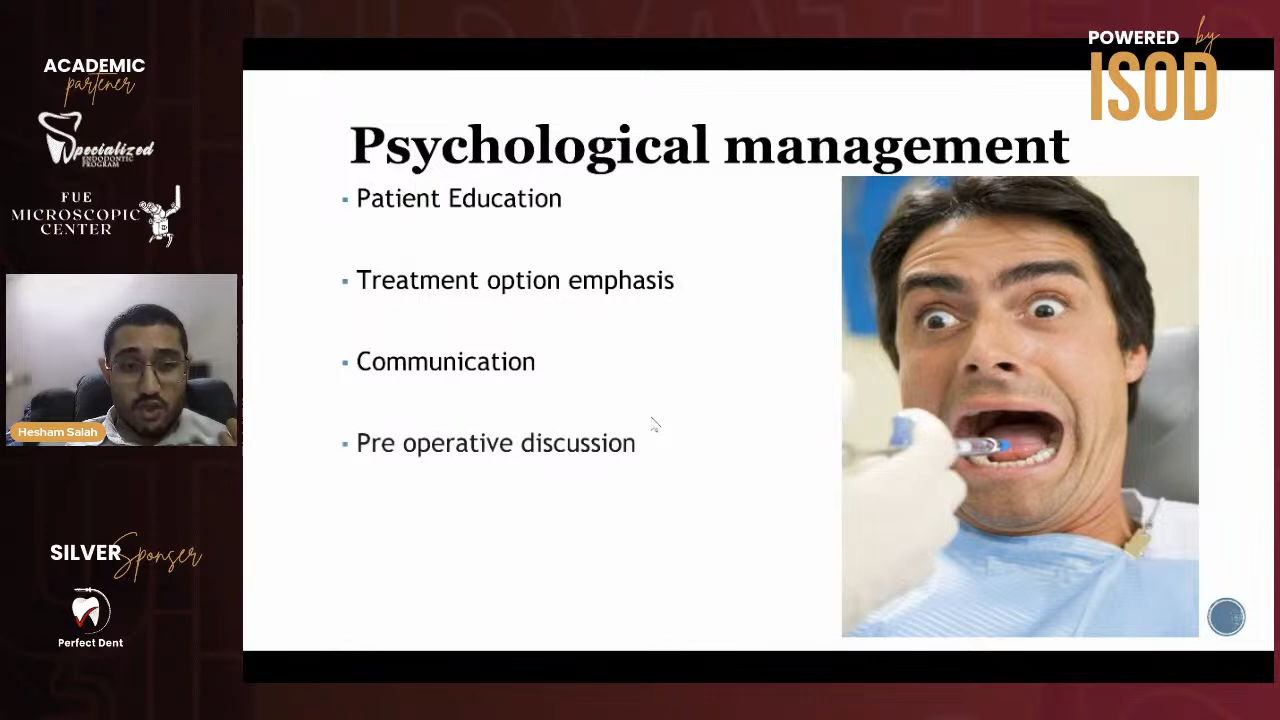 ACADEMIC
partener
Specialized
ENDODONTIC
PROGRAM
FUE
MICROSCOPIC
CENTER
Hesham Salah
SILVER Sponser
Perfect Dent
POWERED by
ISOD
Psychological management
▪ Patient Education
▪ Treatment option emphasis
▪ Communication
▪ Pre operative discussion